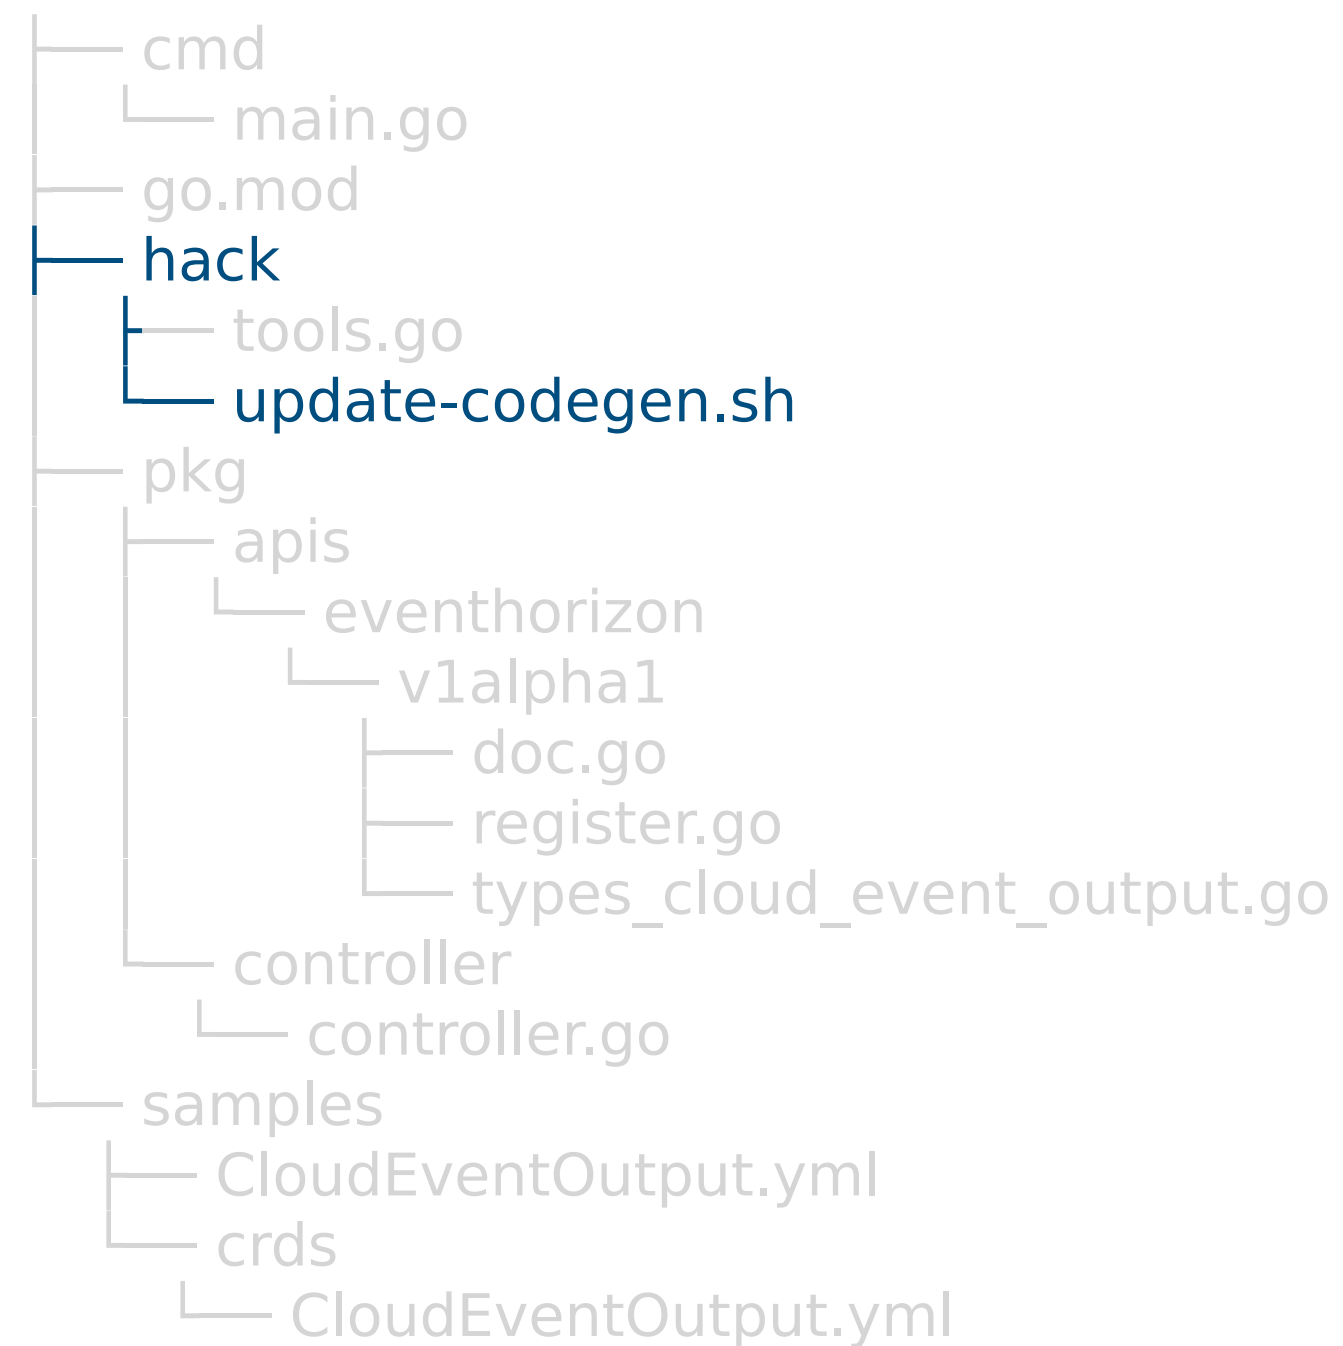 ├── cmd
│   └── main.go
├── go.mod
├── hack
│   ├── tools.go
│   └── update-codegen.sh
├── pkg
│   ├── apis
│   │   └── eventhorizon
│   │       └── v1alpha1
│   │           ├── doc.go
│   │           ├── register.go
│   │           └── types_cloud_event_output.go
│   └── controller
│       └── controller.go
└── samples
    ├── CloudEventOutput.yml
    └── crds
        └── CloudEventOutput.yml